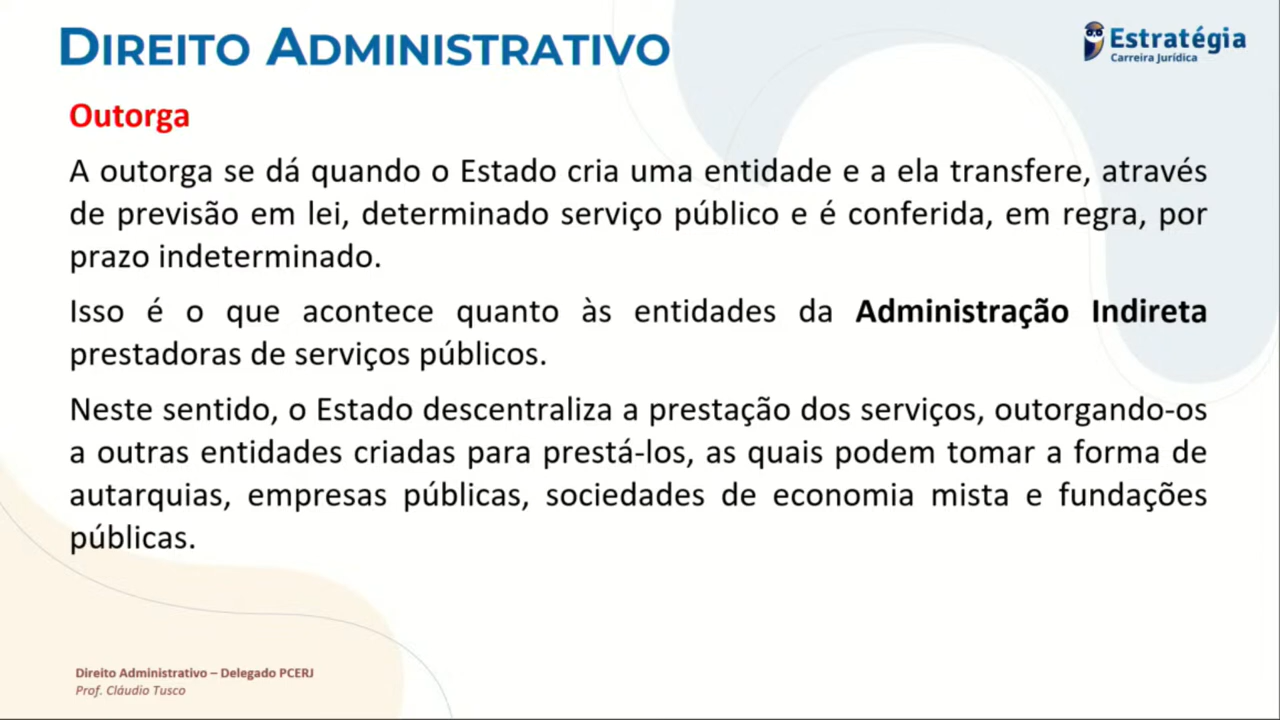 DIREITO ADMINISTRATIVO
Estratégia
Carreira Jurídica
Outorga
A outorga se dá quando o Estado cria uma entidade e a ela transfere, através
de previsão em lei, determinado serviço público e é conferida, em regra, por
prazo indeterminado.
Isso é o que acontece quanto às entidades da Administração Indireta
prestadoras de serviços públicos.
Neste sentido, o Estado descentraliza a prestação dos serviços, outorgando-os
a outras entidades criadas para prestá-los, as quais podem tomar a forma de
autarquias, empresas públicas, sociedades de economia mista e fundações
públicas.
Direito Administrativo – Delegado PCERJ
Prof. Cláudio Tusco